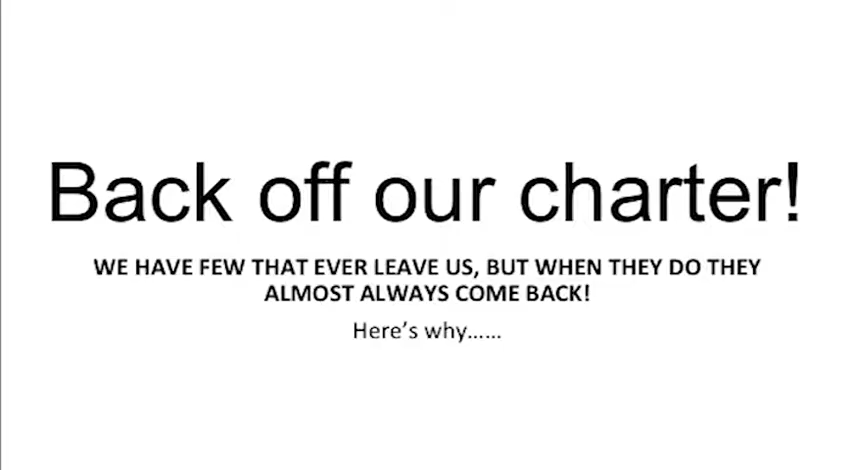 Back off our charter!
WE HAVE FEW THAT EVER LEAVE US, BUT WHEN THEY DO THEY
ALMOST ALWAYS COME BACK!
Here’s why……